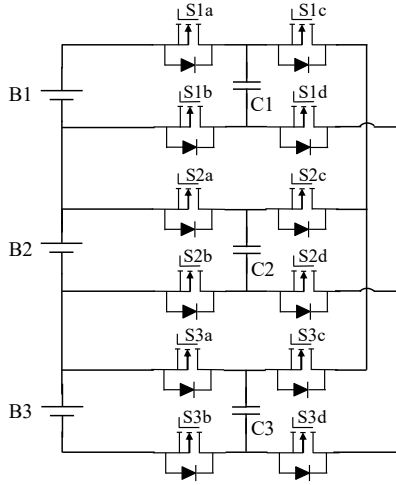 S1a S1c
B1 C1
S1b S1d
S2a S2c
B2 C2
S2b S2d
S3a S3c
B3 C3
S3b S3d